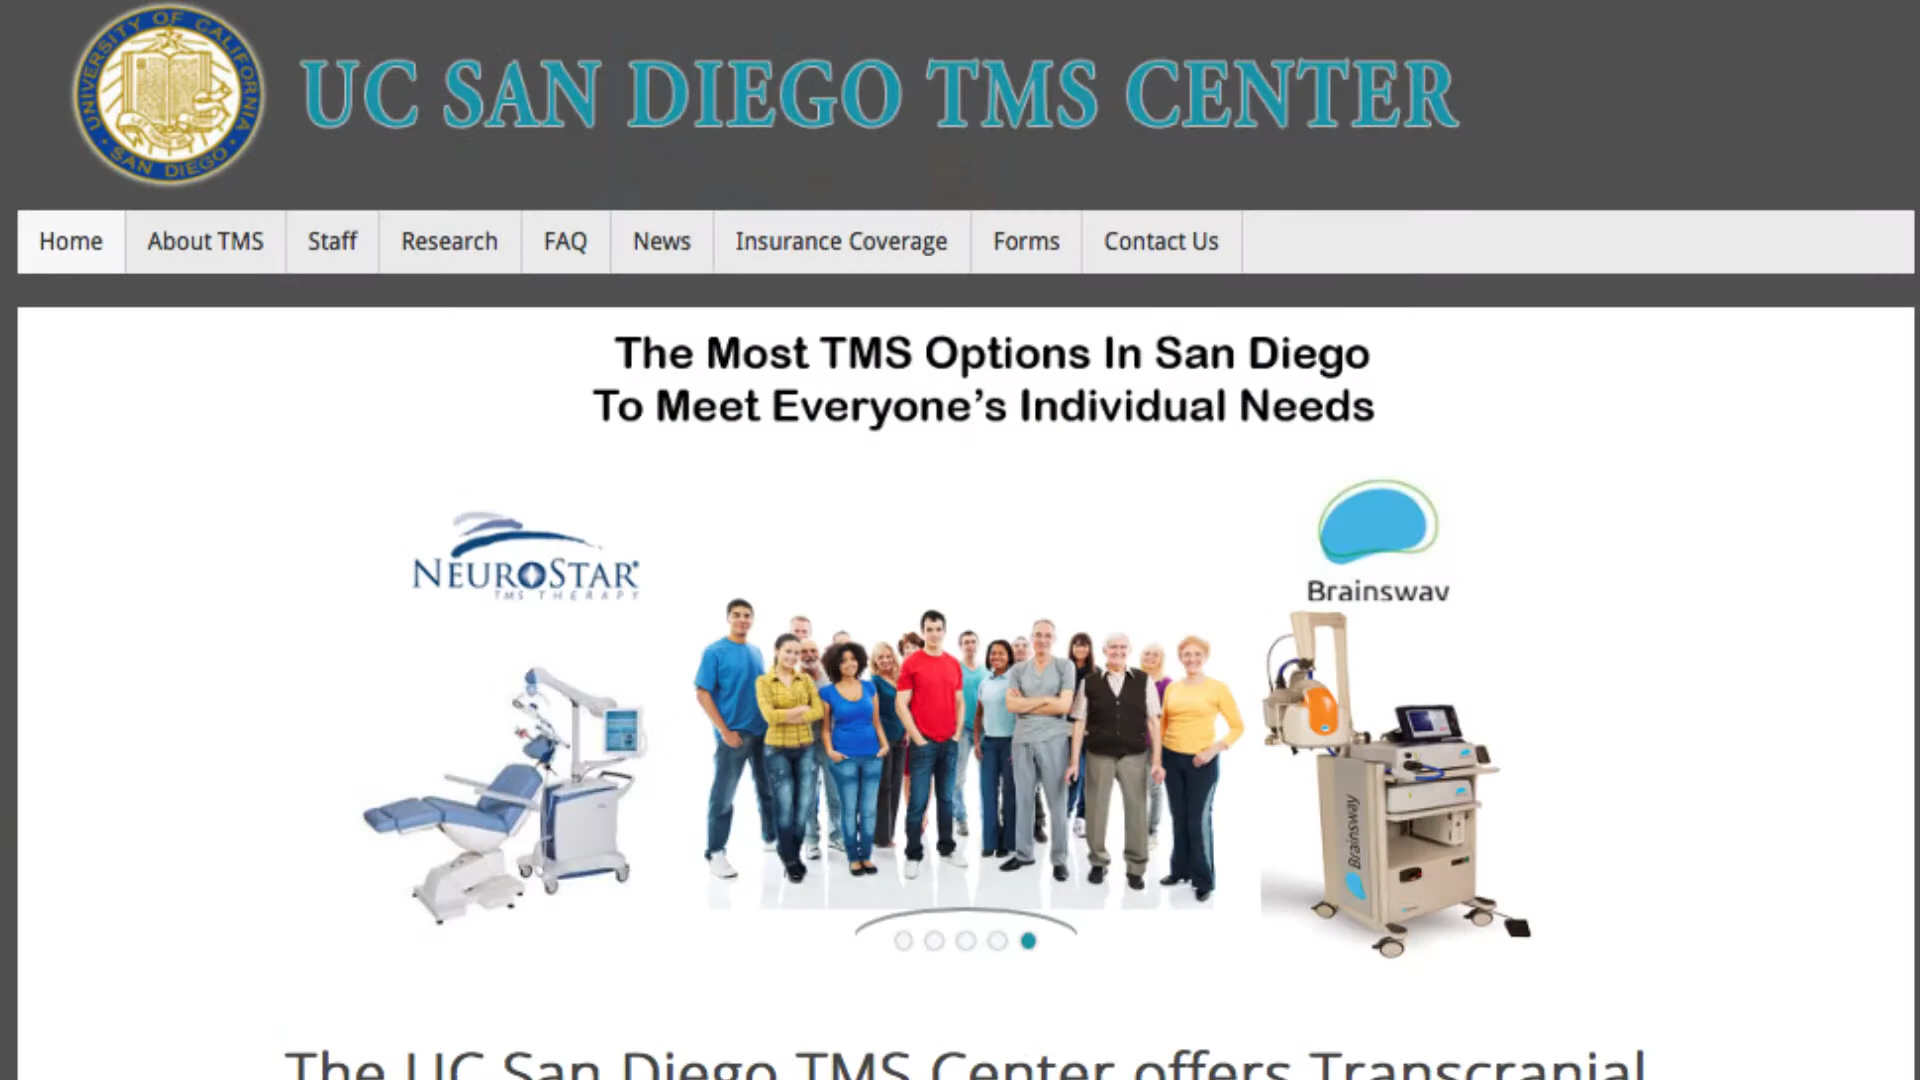 UNIVERSITY OF CALIFORNIA
SAN DIEGO
UC SAN DIEGO TMS CENTER
Home
About TMS
Staff
Research
FAQ
News
Insurance Coverage
Forms
Contact Us
The Most TMS Options In San Diego
To Meet Everyone’s Individual Needs
NEUROSTAR®
TMS THERAPY
Brainsway
Brainsway
The UC San Diego TMS Center offers Transcranial